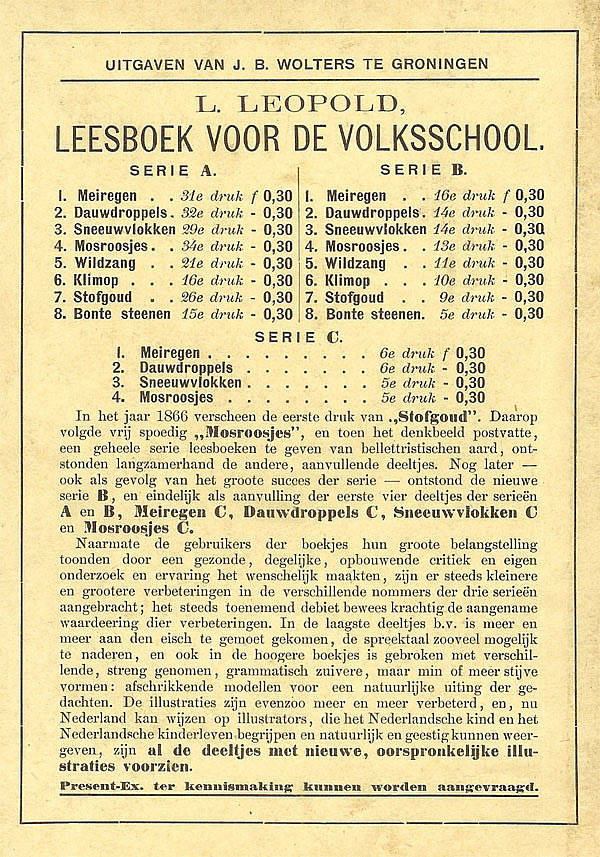 UITGAVEN VAN J. B. WOLTERS TE GRONINGEN
L. LEOPOLD,
LEESBOEK VOOR DE VOLKSSCHOOL.
SERIE A.
1. Meiregen . . 31e druk f 0,30
2. Dauwdroppels. 32e druk - 0,30
3. Sneeuwvlokken 29e druk - 0,30
4. Mosroosjes. . 34e druk - 0,30
5. Wildzang . . 21e druk - 0,30
6. Klimop . . . 16e druk - 0,30
7. Stofgoud . . 26e druk - 0,30
8. Bonte steenen 15e druk - 0,30
SERIE B.
1. Meiregen . . 16e druk f 0,30
2. Dauwdroppels. 14e druk - 0,30
3. Sneeuwvlokken 14e druk - 0,30
4. Mosroosjes. . 13e druk - 0,30
5. Wildzang . . 11e druk - 0,30
6. Klimop . . . 10e druk - 0,30
7. Stofgoud . . 9e druk - 0,30
8. Bonte steenen. 5e druk - 0,30
SERIE C.
1. Meiregen . . . . . . . . . 6e druk f 0,30
2. Dauwdroppels . . . . . . . 6e druk - 0,30
3. Sneeuwvlokken . . . . . . . 5e druk - 0,30
4. Mosroosjes . . . . . . . . 5e druk - 0,30
In het jaar 1866 verscheen de eerste druk van „Stofgoud". Daarop
volgde vrij spoedig „Mosroosjes", en toen het denkbeeld postvatte,
een geheele serie leesboeken te geven van bellettristischen aard, ont-
stonden langzamerhand de andere, aanvullende deeltjes. Nog later —
ook als gevolg van het groote succes der serie — ontstond de nieuwe
serie B, en eindelijk als aanvulling der eerste vier deeltjes der serieën
A en B, Meiregen C, Dauwdroppels C, Sneeuwvlokken C
en Mosroosjes C.
Naarmate de gebruikers der boekjes hun groote belangstelling
toonden door een gezonde, degelijke, opbouwende critiek en eigen
onderzoek en ervaring het wenschelijk maakten, zijn er steeds kleinere
en grootere verbeteringen in de verschillende nommers der drie serieën
aangebracht; het steeds toenemend debiet bewees krachtig de aangename
waardeering dier verbeteringen. In de laagste deeltjes b.v. is meer en
meer aan den eisch te gemoet gekomen, de spreektaal zooveel mogelijk
te naderen, en ook in de hoogere boekjes is gebroken met verschil-
lende, streng genomen, grammatisch zuivere, maar min of meer stijve
vormen: afschrikkende modellen voor een natuurlijke uiting der ge-
dachten. De illustraties zijn evenzoo meer en meer verbeterd, en, nu
Nederland kan wijzen op illustrators, die het Nederlandsche kind en het
Nederlandsche kinderleven begrijpen en natuurlijk en geestig kunnen weer-
geven, zijn al de deeltjes met nieuwe, oorspronkelijke illu-
straties voorzien.
Present-Ex. ter kennismaking kunnen worden aangevraagd.